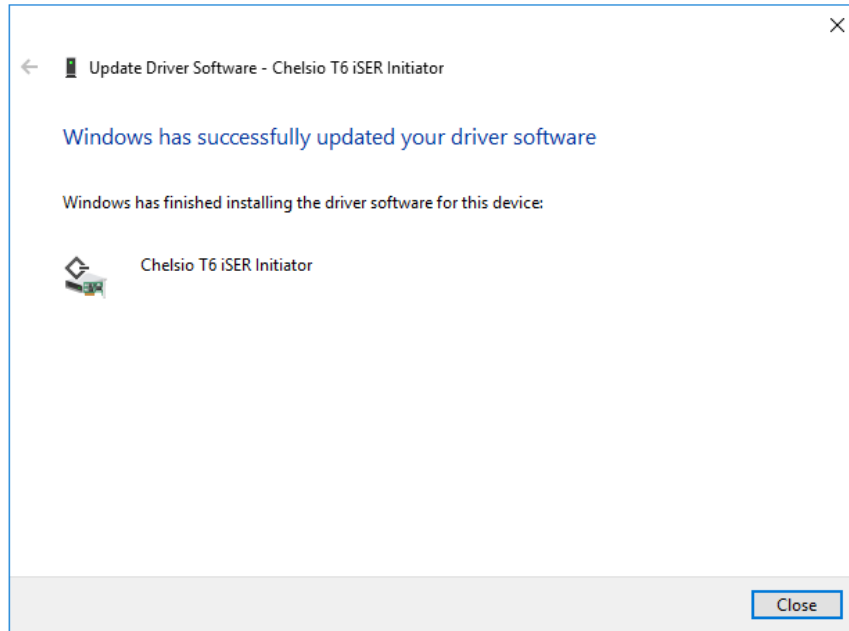 Update Driver Software - Chelsio T6 iSER Initiator
Windows has successfully updated your driver software
Windows has finished installing the driver software for this device:
Chelsio T6 iSER Initiator
Close